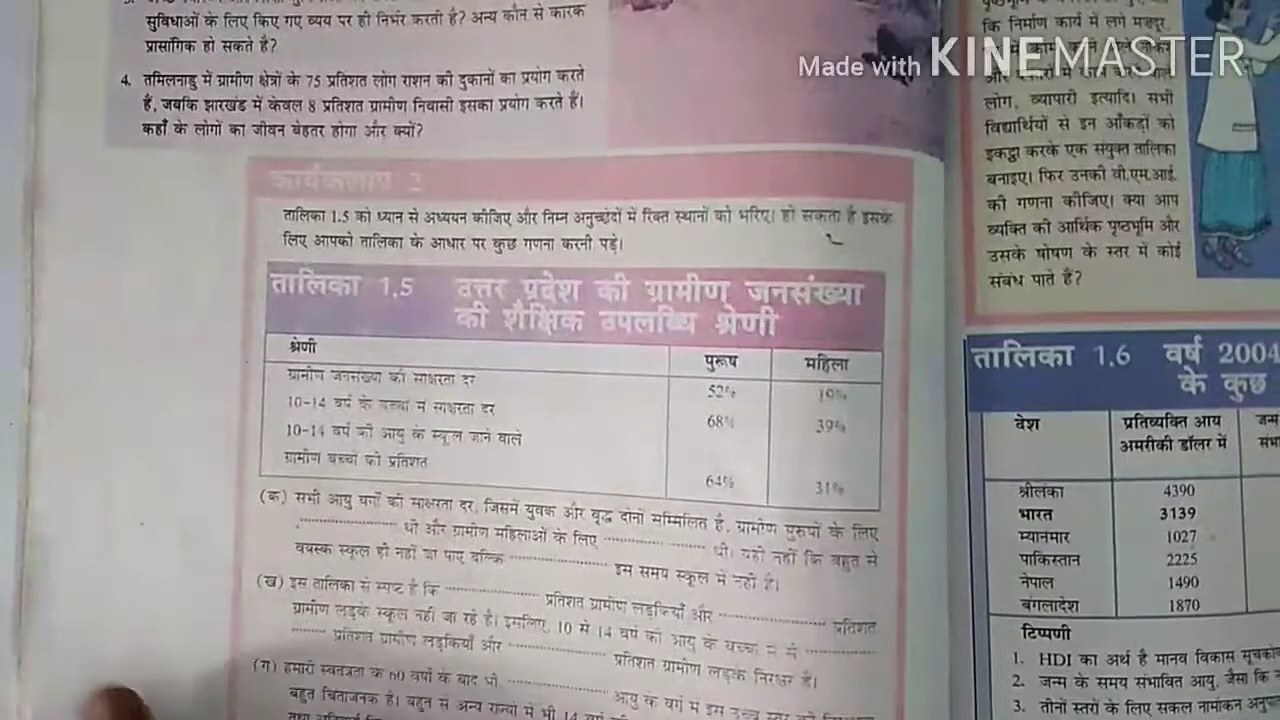 सुविधाओं के लिए किए गए व्यय पर ही निर्भर करती है? अन्य कौन से कारक
प्रासंगिक हो सकते हैं?
4. तमिलनाडु में ग्रामीण क्षेत्रों के 75 प्रतिशत लोग राशन की दुकानों का प्रयोग करते
हैं, जबकि झारखंड में केवल 8 प्रतिशत ग्रामीण निवासी इसका प्रयोग करते हैं।
कहाँ के लोगों का जीवन बेहतर होगा और क्यों?
कार्यकलाप 2
तालिका 1.5 को ध्यान से अध्ययन कीजिए और निम्न अनुच्छेदों में रिक्त स्थानों को भरिए। हो सकता है इसके
लिए आपको तालिका के आधार पर कुछ गणना करनी पड़े।
तालिका 1.5 उत्तर प्रदेश की ग्रामीण जनसंख्या
की शैक्षिक उपलब्धि श्रेणी
श्रेणी पुरुष महिला
ग्रामीण जनसंख्या की साक्षरता दर 52% 19%
10-14 वर्ष के बच्चों में साक्षरता दर 68% 39%
10-14 वर्ष की आयु के स्कूल जाने वाले
ग्रामीण बच्चों की प्रतिशत 64% 31%
(क) सभी आयु वर्गों की साक्षरता दर, जिसमें युवक और वृद्ध दोनों सम्मिलित हैं, ग्रामीण पुरुषों के लिए
.................... थी और ग्रामीण महिलाओं के लिए .................... थी। यही नहीं कि बहुत से
वयस्क स्कूल ही नहीं जा पाए बल्कि .................... इस समय स्कूल में नहीं हैं।
(ख) इस तालिका से स्पष्ट है कि .................... प्रतिशत ग्रामीण लड़कियाँ और .................... प्रतिशत
ग्रामीण लड़के स्कूल नहीं जा रहे हैं। इसलिए, 10 से 14 वर्ष की आयु के बच्चों में से ..............
....... प्रतिशत ग्रामीण लड़कियाँ और .................... प्रतिशत ग्रामीण लड़के निरक्षर हैं।
(ग) हमारी स्वतंत्रता के 60 वर्षों के बाद भी, .................... आयु के वर्ग में इस उच्च स्तर
बहुत चिंताजनक है। बहुत से अन्य राज्यों में भी 14 वर्ष
Made with KINEMASTER
कि निर्माण कार्य में लगे मजदूर,
लोग, व्यापारी इत्यादि। सभी
विद्यार्थियों से इन आँकड़ों को
इकट्ठा करके एक संयुक्त तालिका
बनाइए। फिर उनकी बी.एम.आई.
की गणना कीजिए। क्या आप
व्यक्ति की आर्थिक पृष्ठभूमि और
उसके पोषण के स्तर में कोई
संबंध पाते हैं?
तालिका 1.6 वर्ष 2004
के कुछ
देश प्रतिव्यक्ति आय
अमरीकी डॉलर में
श्रीलंका 4390
भारत 3139
म्यानमार 1027
पाकिस्तान 2225
नेपाल 1490
बंगलादेश 1870
टिप्पणी
1. HDI का अर्थ है मानव विकास
2. जन्म के समय संभावित आयु, जैसा कि
3. तीनों स्तरों के लिए सकल नामांकन